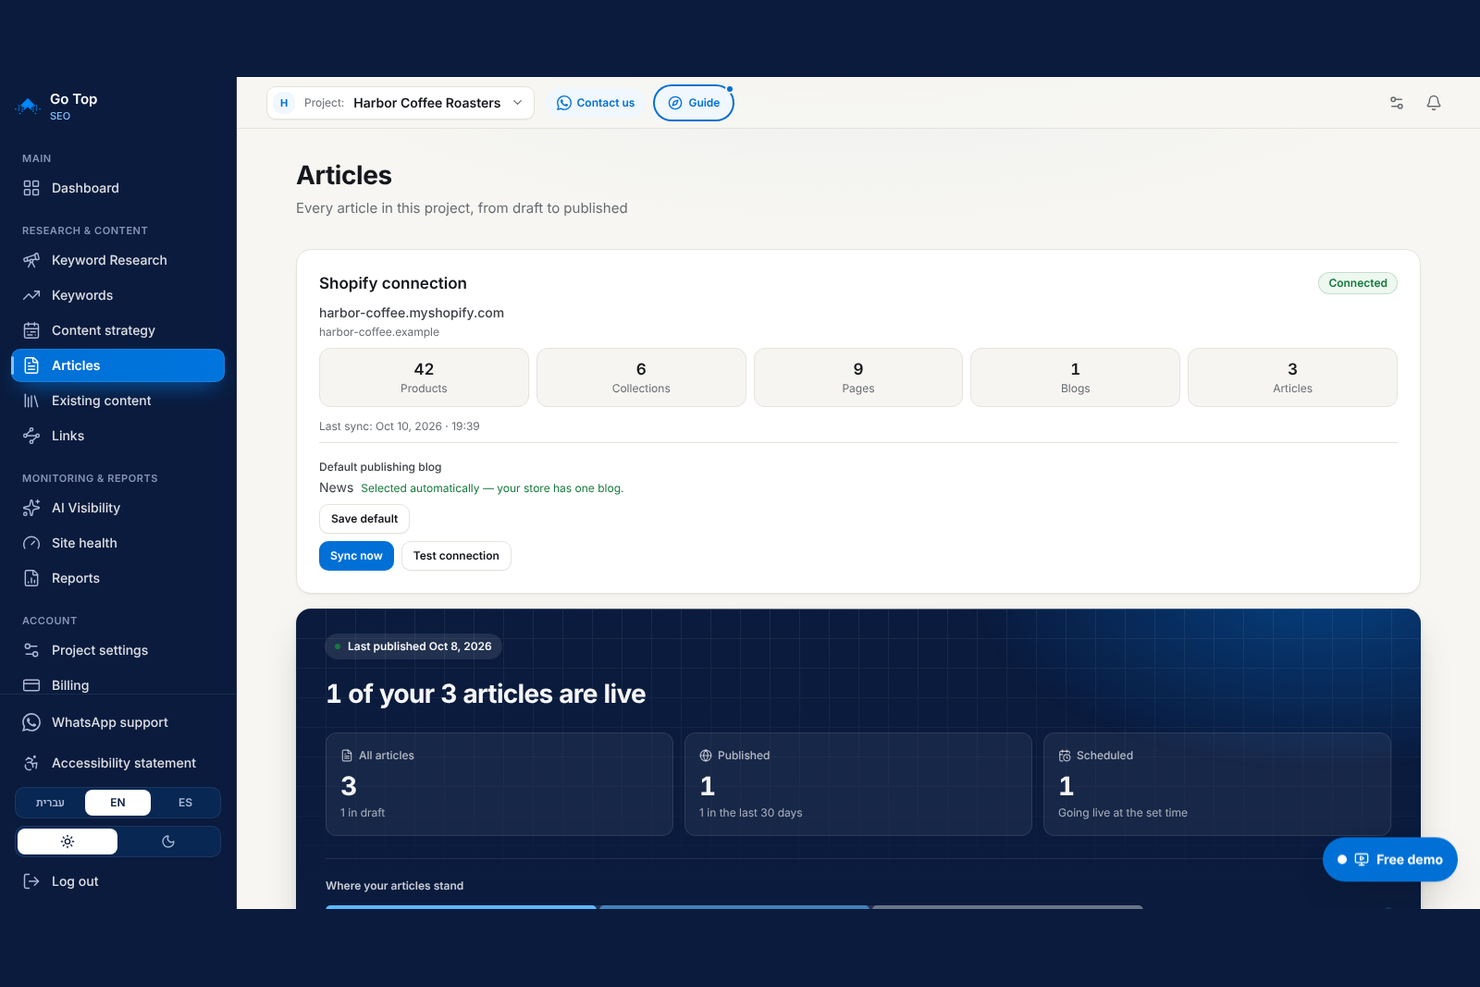 Go Top
SEO
MAIN
Dashboard
RESEARCH & CONTENT
Keyword Research
Keywords
Content strategy
Articles
Existing content
Links
MONITORING & REPORTS
AI Visibility
Site health
Reports
ACCOUNT
Project settings
Billing
WhatsApp support
Accessibility statement
עברית EN ES
Log out
H Project: Harbor Coffee Roasters
Contact us
Guide
Articles
Every article in this project, from draft to published
Shopify connection
Connected
harbor-coffee.myshopify.com
harbor-coffee.example
42
Products
6
Collections
9
Pages
1
Blogs
3
Articles
Last sync: Oct 10, 2026 · 19:39
Default publishing blog
News Selected automatically — your store has one blog.
Save default
Sync now
Test connection
Last published Oct 8, 2026
1 of your 3 articles are live
All articles
3
1 in draft
Published
1
1 in the last 30 days
Scheduled
1
Going live at the set time
Where your articles stand
Free demo